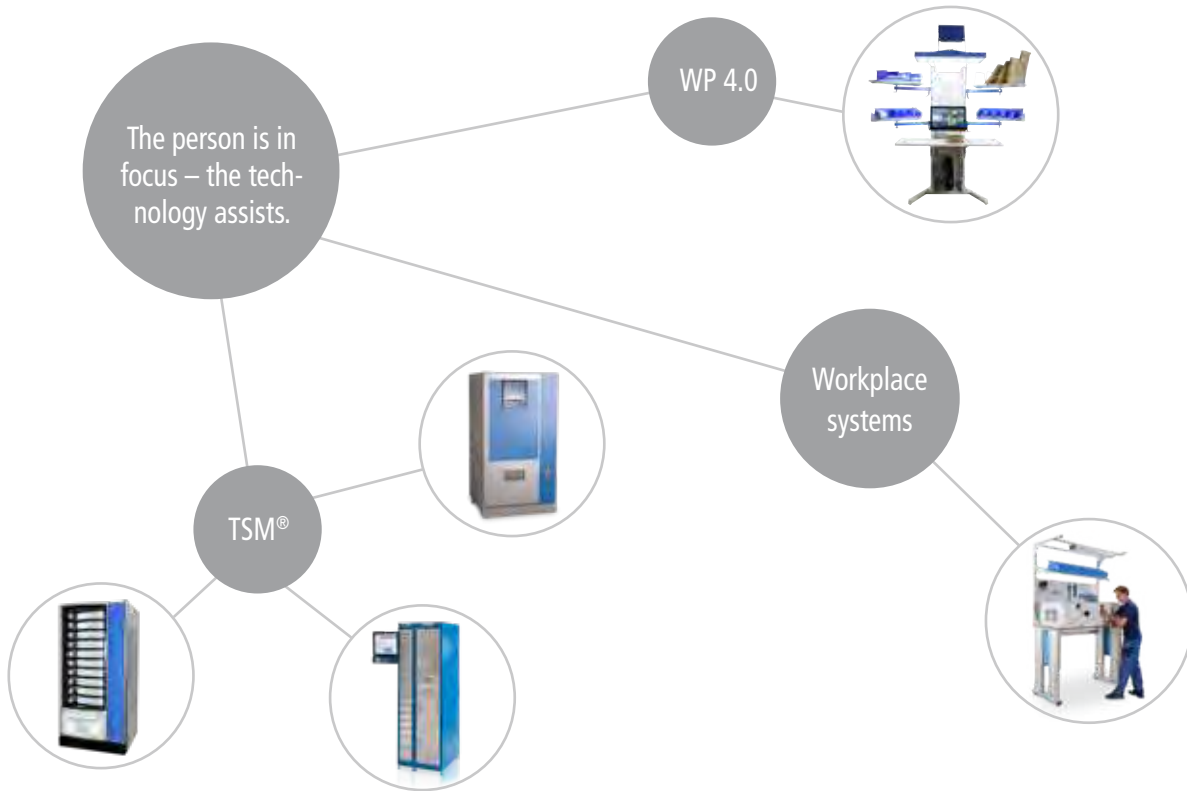 The person is in
focus – the tech-
nology assists.
WP 4.0
Workplace
systems
TSM®